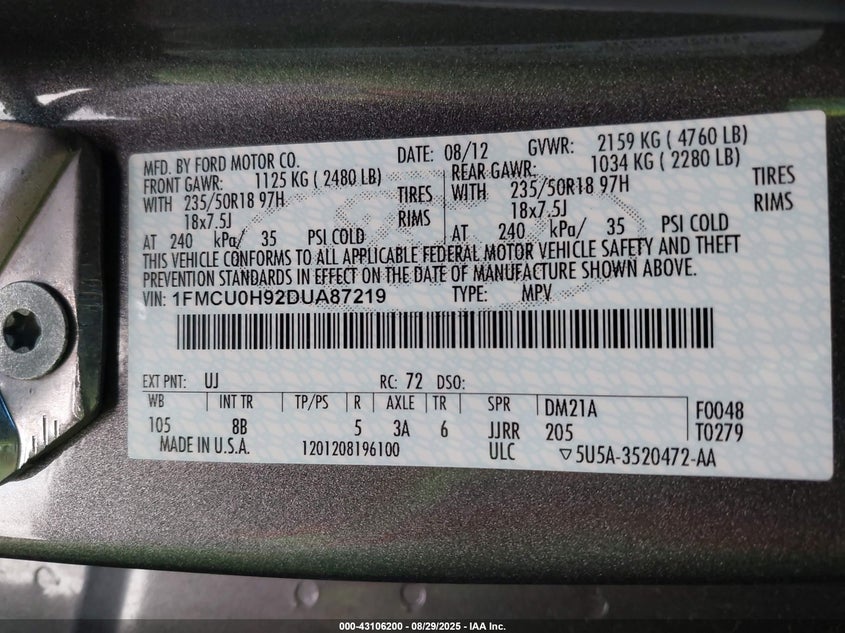 MFD. BY FORD MOTOR CO. DATE: 08/12 GVWR: 2159 KG ( 4760 LB)
FRONT GAWR: 1125 KG ( 2480 LB) REAR GAWR: 1034 KG ( 2280 LB)
WITH 235/50R18 97H TIRES WITH 235/50R18 97H TIRES
18x7.5J RIMS 18x7.5J RIMS
AT 240 kPa/ 35 PSI COLD AT 240 kPa/ 35 PSI COLD
THIS VEHICLE CONFORMS TO ALL APPLICABLE FEDERAL MOTOR VEHICLE SAFETY AND THEFT
PREVENTION STANDARDS IN EFFECT ON THE DATE OF MANUFACTURE SHOWN ABOVE.
VIN: 1FMCU0H92DUA87219 TYPE: MPV
EXT PNT: UJ RC: 72 DSO:
WB INT TR TP/PS R AXLE TR SPR DM21A F0048
105 8B 5 3A 6 JJRR 205 T0279
MADE IN U.S.A. 1201208196100 ULC ▽5U5A-3520472-AA
000-43106200 - 08/29/2025 - IAA Inc.